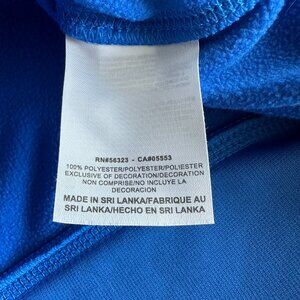 RN#56323 - CA#05553
100% POLYESTER/POLYESTER/POLIESTER
EXCLUSIVE OF DECORATION/DECORATION
NON COMPRISE/NO INCLUYE LA
DECORACION
MADE IN SRI LANKA/FABRIQUE AU
SRI LANKA/HECHO EN SRI LANKA